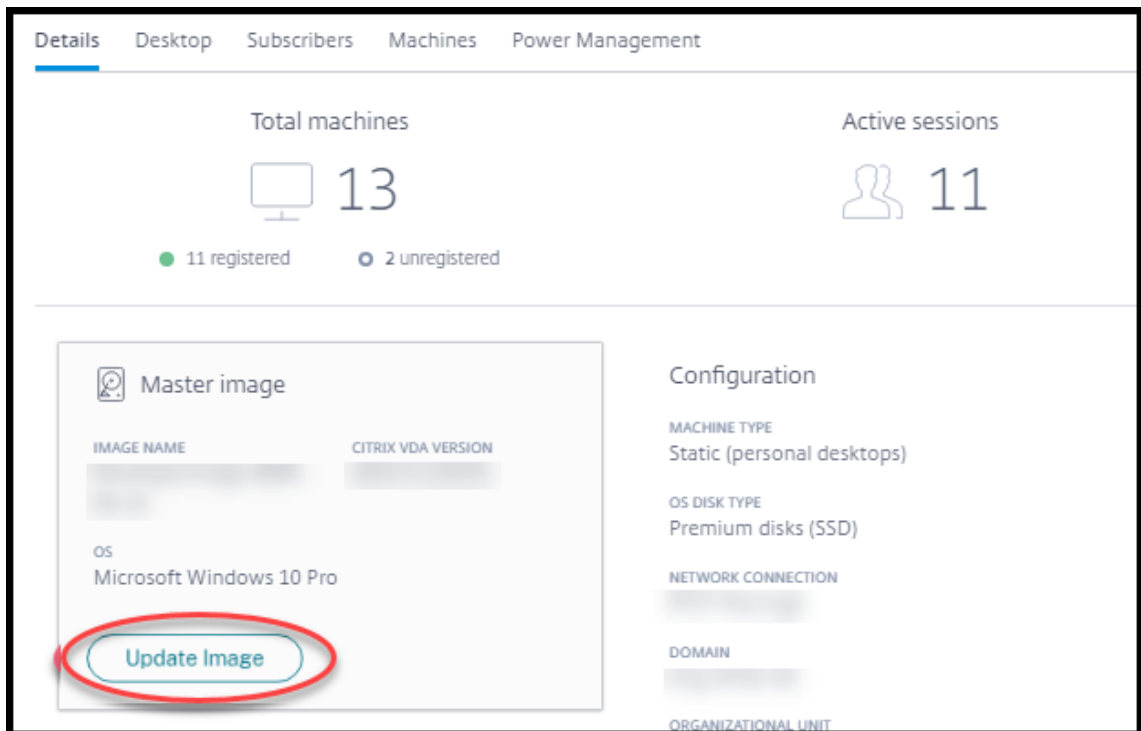 Details Desktop Subscribers Machines Power Management
Total machines
13
11 registered 2 unregistered
Active sessions
11
Master image
IMAGE NAME
CITRIX VDA VERSION
OS
Microsoft Windows 10 Pro
Update Image
Configuration
MACHINE TYPE
Static (personal desktops)
OS DISK TYPE
Premium disks (SSD)
NETWORK CONNECTION
DOMAIN
ORGANIZATIONAL UNIT